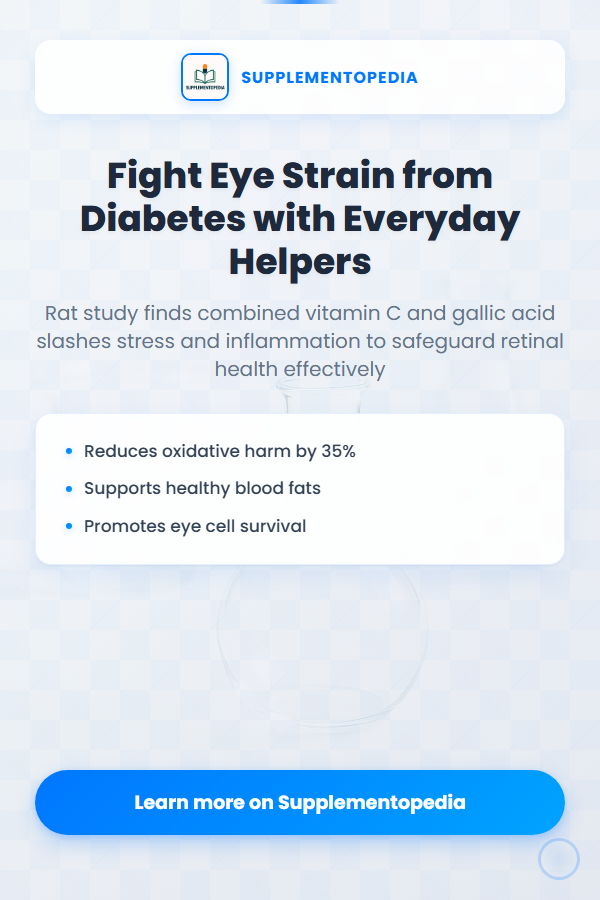 SUPPLEMENTOPEDIA
SUPPLEMENTOPEDIA
Fight Eye Strain from
Diabetes with Everyday
Helpers
Rat study finds combined vitamin C and gallic acid
slashes stress and inflammation to safeguard retinal
health effectively
Reduces oxidative harm by 35%
Supports healthy blood fats
Promotes eye cell survival
Learn more on Supplementopedia